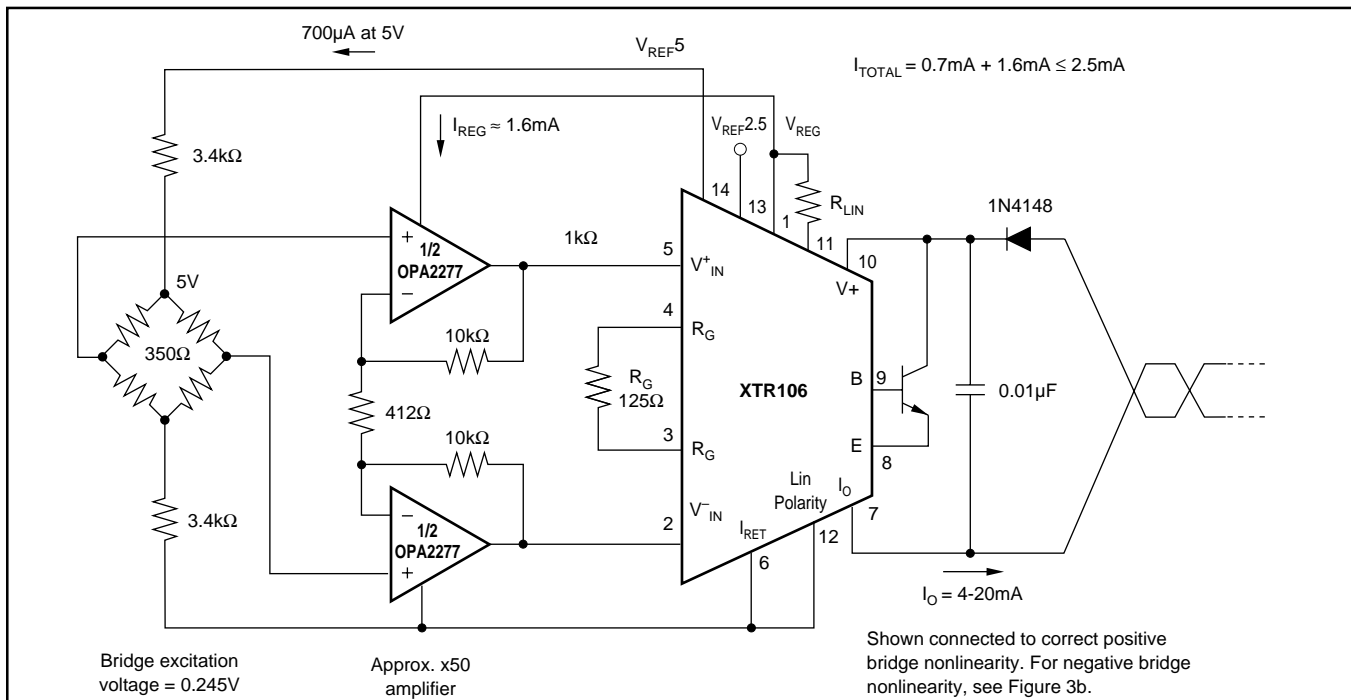 700µA at 5V
V_REF5
I_TOTAL = 0.7mA + 1.6mA ≤ 2.5mA
I_REG ≈ 1.6mA
V_REF2.5
V_REG
3.4kΩ
14
13
1
R_LIN
11
1N4148
+
1/2
OPA2277
–
1kΩ
5
V+IN
10
V+
5V
4
R_G
10kΩ
350Ω
R_G
125Ω
XTR106
B
9
0.01µF
412Ω
10kΩ
3
R_G
E
8
Lin
Polarity
I_O
7
3.4kΩ
–
1/2
OPA2277
+
2
V–IN
I_RET
6
12
I_O = 4-20mA
Bridge excitation
voltage = 0.245V
Approx. x50
amplifier
Shown connected to correct positive
bridge nonlinearity. For negative bridge
nonlinearity, see Figure 3b.